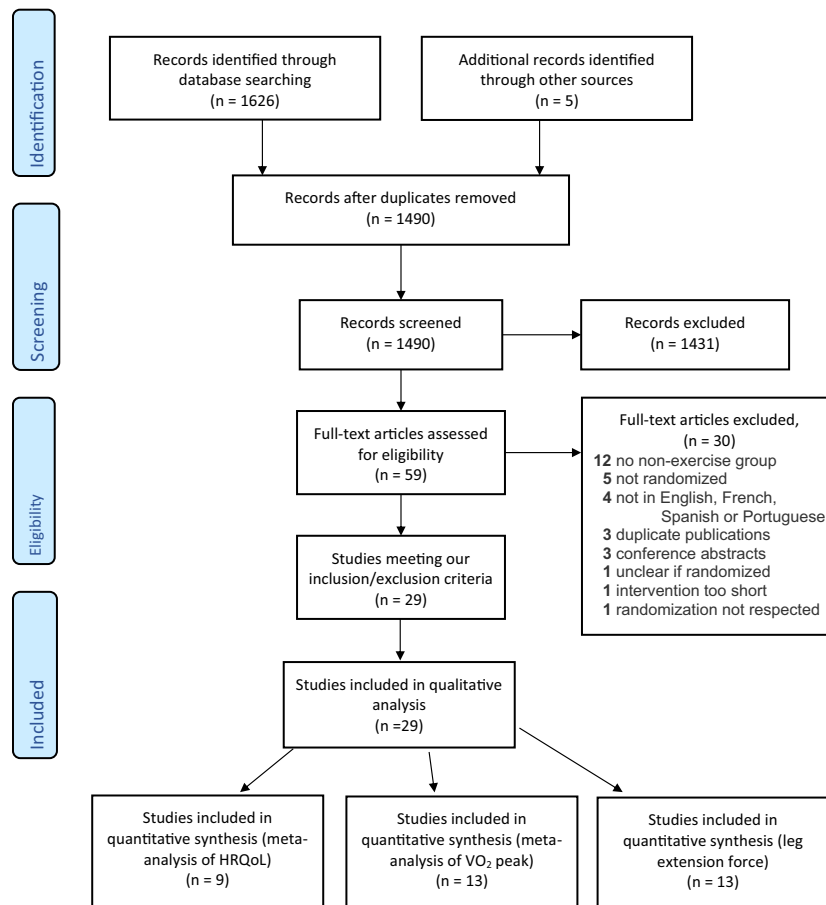 Identification
Records identified through
database searching
(n = 1626)
Additional records identified
through other sources
(n = 5)
Records after duplicates removed
(n = 1490)
Screening
Records screened
(n = 1490)
Records excluded
(n = 1431)
Eligibility
Full-text articles assessed
for eligibility
(n = 59)
Full-text articles excluded,
(n = 30)
12 no non-exercise group
5 not randomized
4 not in English, French,
Spanish or Portuguese
3 duplicate publications
3 conference abstracts
1 unclear if randomized
1 intervention too short
1 randomization not respected
Studies meeting our
inclusion/exclusion criteria
(n = 29)
Included
Studies included in qualitative
analysis
(n =29)
Studies included in
quantitative synthesis (meta-
analysis of HRQoL)
(n = 9)
Studies included in
quantitative synthesis (meta-
analysis of VO₂ peak)
(n = 13)
Studies included in
quantitative synthesis (leg
extension force)
(n = 13)